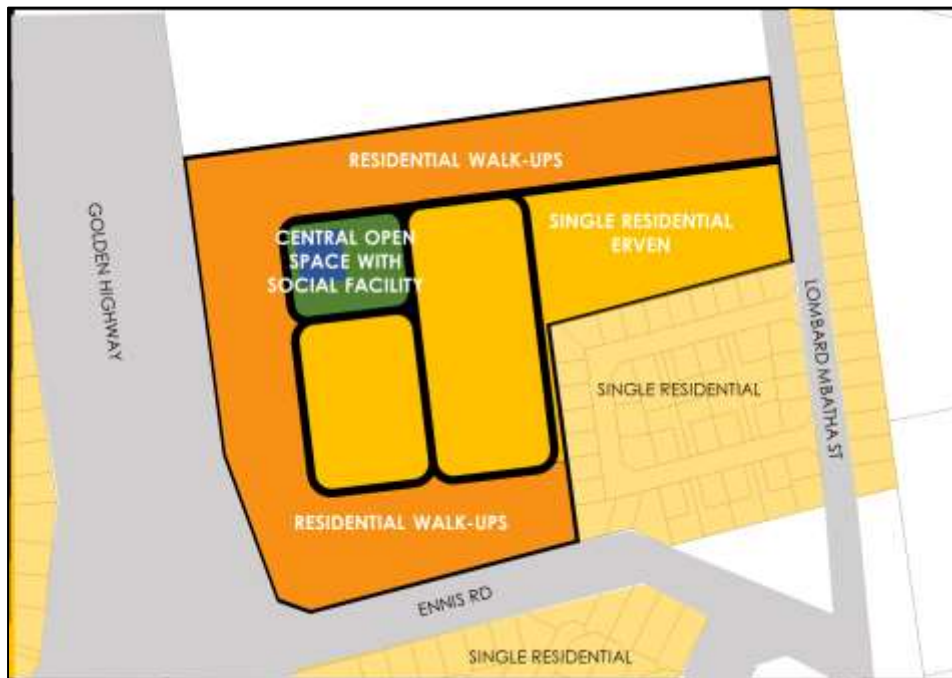 RESIDENTIAL WALK-UPS
GOLDEN HIGHWAY
CENTRAL OPEN
SPACE WITH
SOCIAL FACILITY
SINGLE RESIDENTIAL
ERVEN
LOMBARD MBATHA ST
SINGLE RESIDENTIAL
RESIDENTIAL WALK-UPS
ENNIS RD
SINGLE RESIDENTIAL